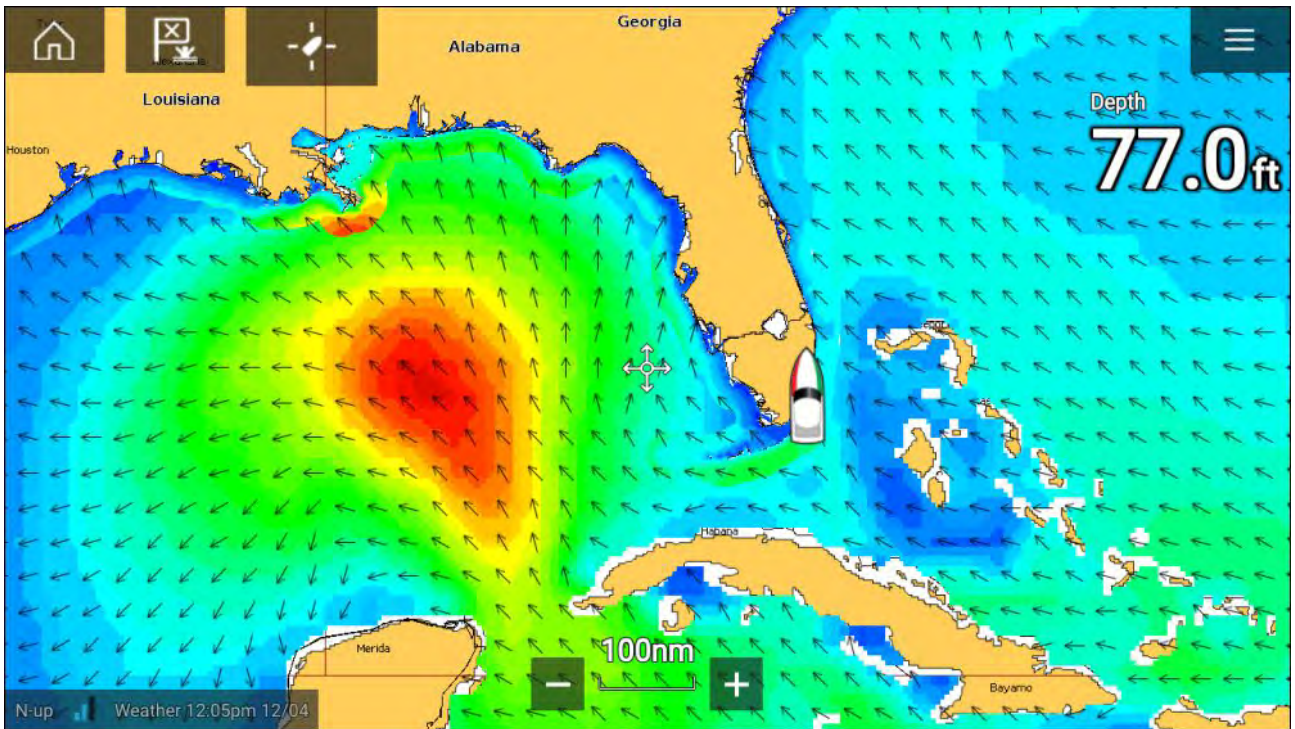 Georgia
Alabama
Louisiana
Houston
Depth
77.0ft
Habana
100nm
Merida
Bayamo
N-up
Weather 12:05pm 12/04